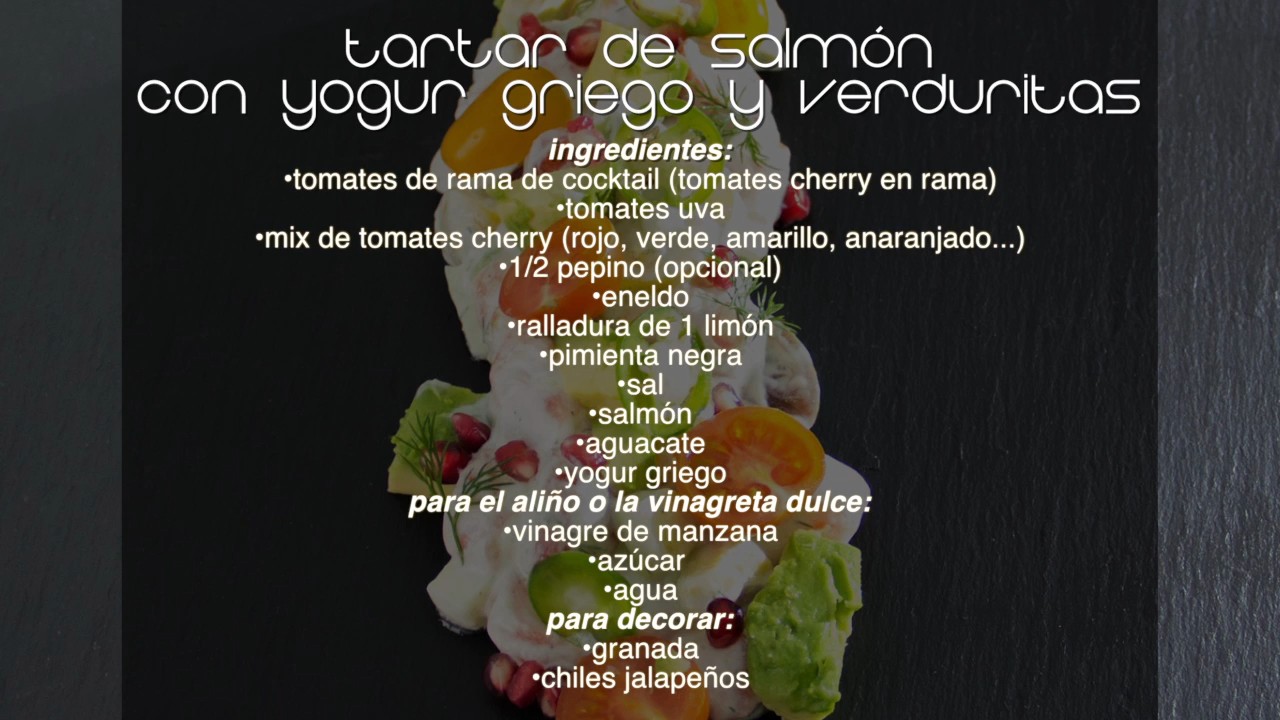 tartar de salmón
con yogur griego y verduritas
ingredientes:
•tomates de rama de cocktail (tomates cherry en rama)
•tomates uva
•mix de tomates cherry (rojo, verde, amarillo, anaranjado...)
•1/2 pepino (opcional)
•eneldo
•ralladura de 1 limón
•pimienta negra
•sal
•salmón
•aguacate
•yogur griego
para el aliño o la vinagreta dulce:
•vinagre de manzana
•azúcar
•agua
para decorar:
•granada
•chiles jalapeños